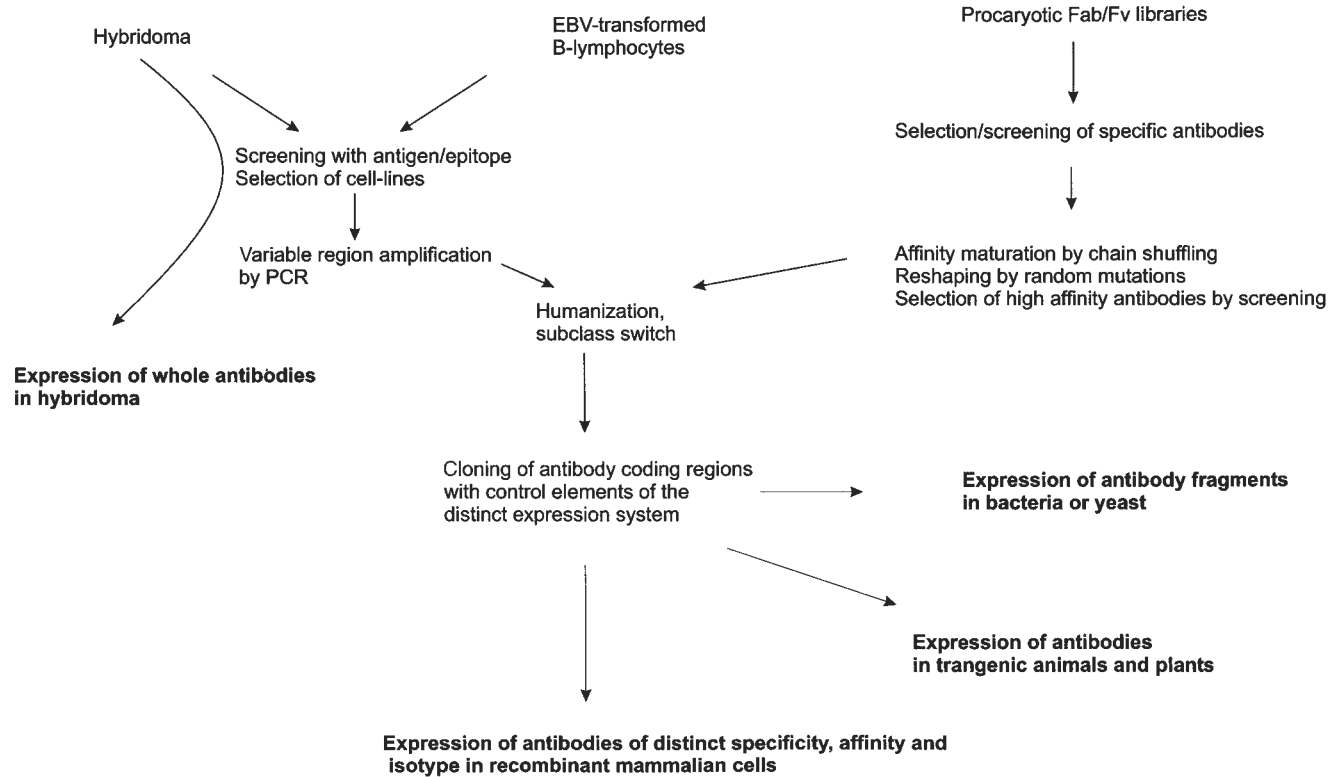 Hybridoma
EBV-transformed
B-lymphocytes
Procaryotic Fab/Fv libraries
Screening with antigen/epitope
Selection of cell-lines
Selection/screening of specific antibodies
Variable region amplification
by PCR
Affinity maturation by chain shuffling
Reshaping by random mutations
Selection of high affinity antibodies by screening
Humanization,
subclass switch
Expression of whole antibodies
in hybridoma
Cloning of antibody coding regions
with control elements of the
distinct expression system
Expression of antibody fragments
in bacteria or yeast
Expression of antibodies
in trangenic animals and plants
Expression of antibodies of distinct specificity, affinity and
isotype in recombinant mammalian cells